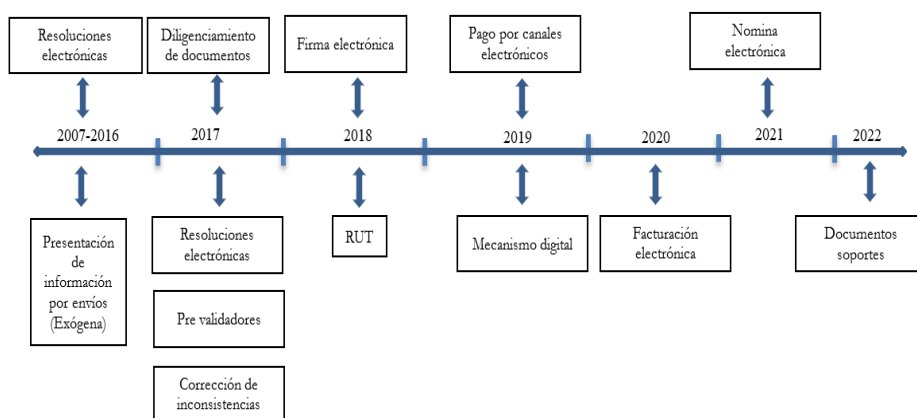 Resoluciones
electrónicas
Diligenciamiento
de documentos
Firma electrónica
Pago por canales
electrónicos
Nomina
electrónica
2007-2016
2017
2018
2019
2020
2021
2022
Presentación
de
información
por envíos
(Exógena)
Resoluciones
electrónicas
Pre validadores
Corrección de
inconsistencias
RUT
Mecanismo digital
Facturación
electrónica
Documentos
soportes